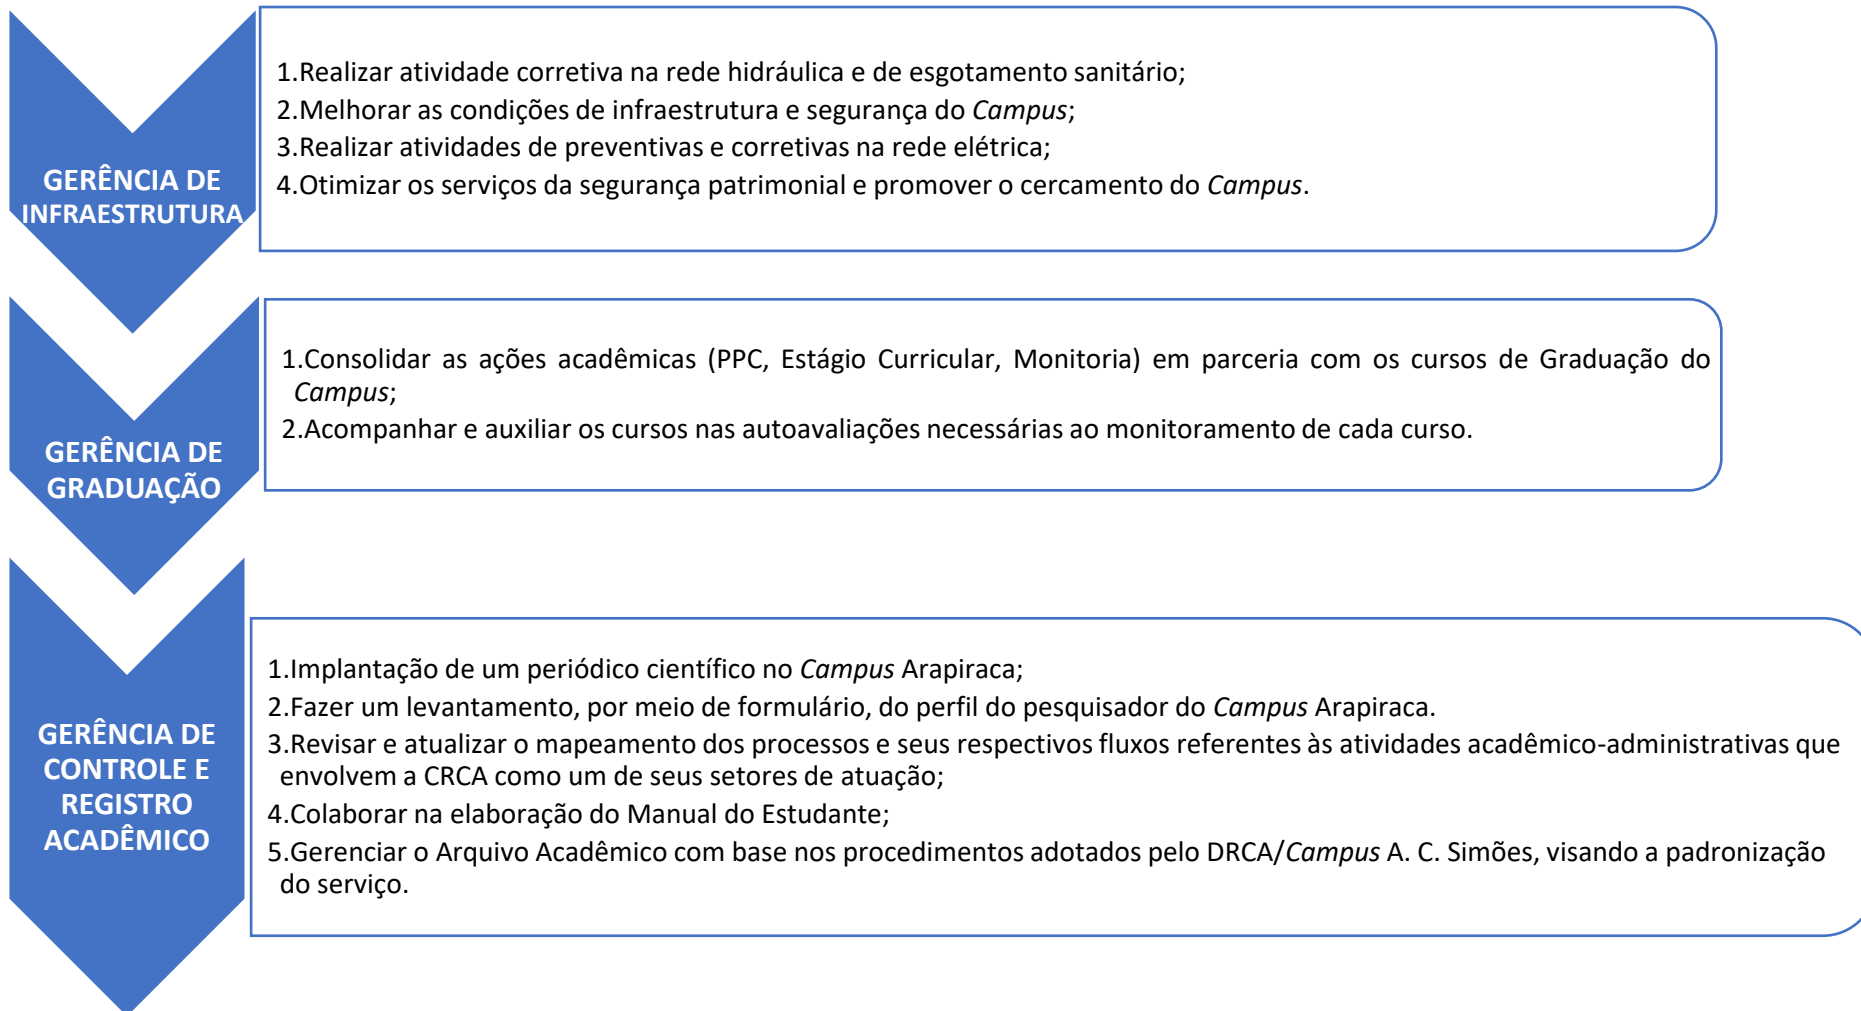 GERÊNCIA DE
INFRAESTRUTURA
1.Realizar atividade corretiva na rede hidráulica e de esgotamento sanitário;
2.Melhorar as condições de infraestrutura e segurança do Campus;
3.Realizar atividades de preventivas e corretivas na rede elétrica;
4.Otimizar os serviços da segurança patrimonial e promover o cercamento do Campus.
GERÊNCIA DE
GRADUAÇÃO
1.Consolidar as ações acadêmicas (PPC, Estágio Curricular, Monitoria) em parceria com os cursos de Graduação do
Campus;
2.Acompanhar e auxiliar os cursos nas autoavaliações necessárias ao monitoramento de cada curso.
GERÊNCIA DE
CONTROLE E
REGISTRO
ACADÊMICO
1.Implantação de um periódico científico no Campus Arapiraca;
2.Fazer um levantamento, por meio de formulário, do perfil do pesquisador do Campus Arapiraca.
3.Revisar e atualizar o mapeamento dos processos e seus respectivos fluxos referentes às atividades acadêmico-administrativas que
envolvem a CRCA como um de seus setores de atuação;
4.Colaborar na elaboração do Manual do Estudante;
5.Gerenciar o Arquivo Acadêmico com base nos procedimentos adotados pelo DRCA/Campus A. C. Simões, visando a padronização
do serviço.